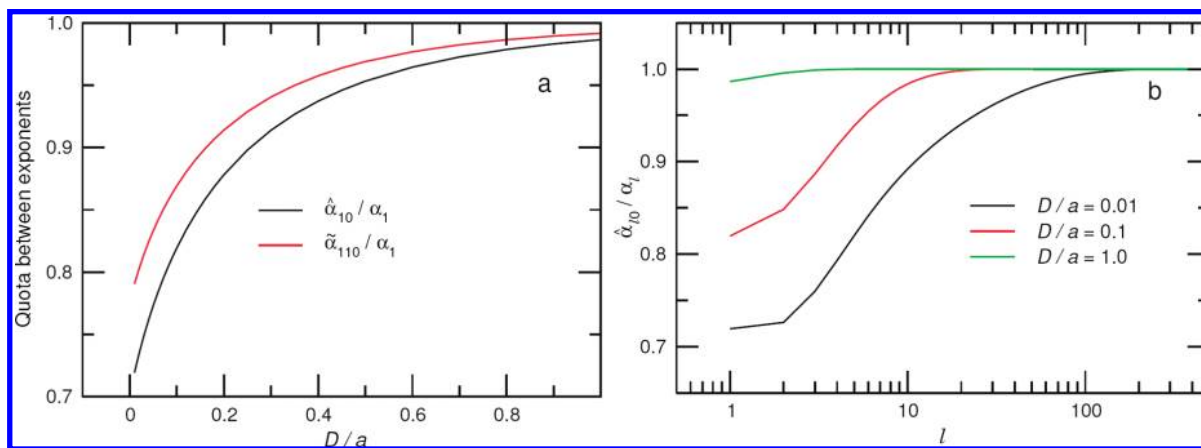 1.0
0.9
0.8
0.7
Quota between exponents
a
α̂₁₀ / α₁
α̃₁₁₀ / α₁
0 0.2 0.4 0.6 0.8
D / a
1.0
0.9
0.8
0.7
α̂ₗ₀ / αₗ
b
D / a = 0.01
D / a = 0.1
D / a = 1.0
1 10 100
l